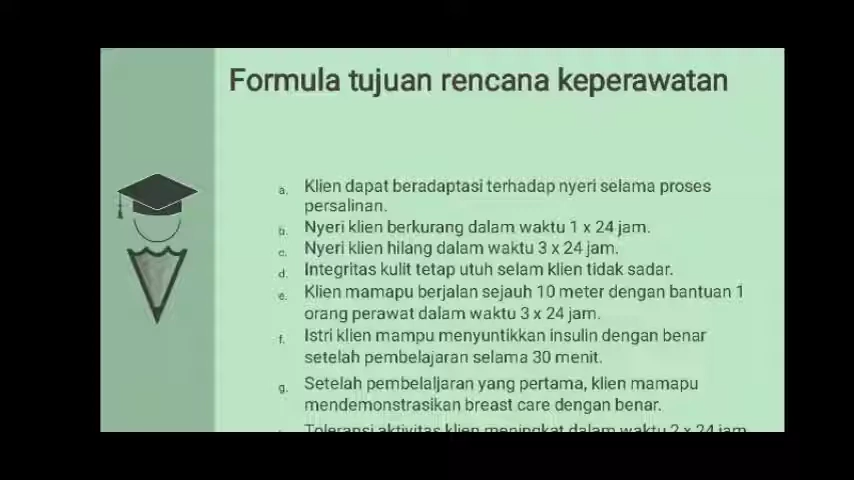 Formula tujuan rencana keperawatan
a. Klien dapat beradaptasi terhadap nyeri selama proses
persalinan.
b. Nyeri klien berkurang dalam waktu 1 x 24 jam.
c. Nyeri klien hilang dalam waktu 3 x 24 jam.
d. Integritas kulit tetap utuh selam klien tidak sadar.
e. Klien mamapu berjalan sejauh 10 meter dengan bantuan 1
orang perawat dalam waktu 3 x 24 jam.
f. Istri klien mampu menyuntikkan insulin dengan benar
setelah pembelajaran selama 30 menit.
g. Setelah pembelaljaran yang pertama, klien mamapu
mendemonstrasikan breast care dengan benar.
Toleransi aktivitas klien meningkat dalam waktu 2 x 24 jam